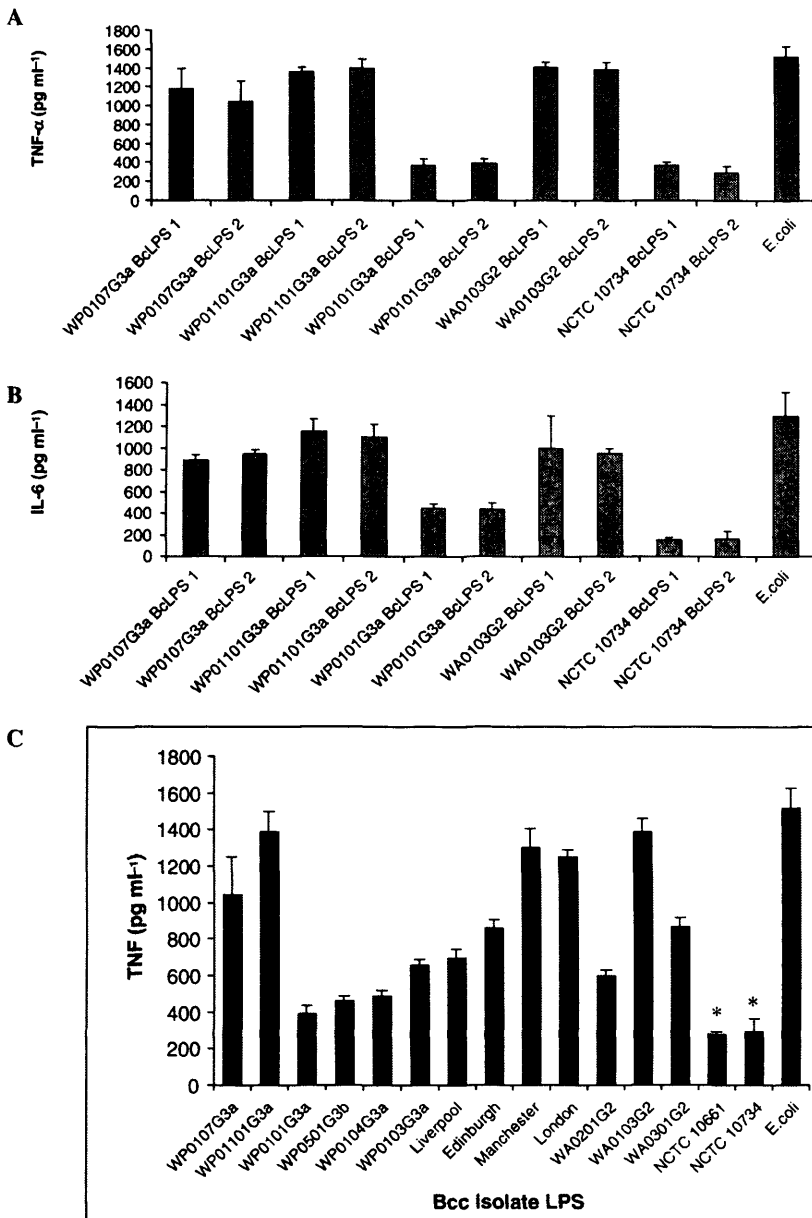 A
TNF-α (pg ml⁻¹)
1800
1600
1400
1200
1000
800
600
400
200
0
WP0107G3a BcLPS 1
WP0107G3a BcLPS 2
WP01101G3a BcLPS 1
WP01101G3a BcLPS 2
WP0101G3a BcLPS 1
WP0101G3a BcLPS 2
WA0103G2 BcLPS 1
WA0103G2 BcLPS 2
NCTC 10734 BcLPS 1
NCTC 10734 BcLPS 2
E.coli
B
IL-6 (pg ml⁻¹)
1600
1400
1200
1000
800
600
400
200
0
WP0107G3a BcLPS 1
WP0107G3a BcLPS 2
WP01101G3a BcLPS 1
WP01101G3a BcLPS 2
WP0101G3a BcLPS 1
WP0101G3a BcLPS 2
WA0103G2 BcLPS 1
WA0103G2 BcLPS 2
NCTC 10734 BcLPS 1
NCTC 10734 BcLPS 2
E.coli
C
TNF (pg ml⁻¹)
1800
1600
1400
1200
1000
800
600
400
200
0
* *
WP0107G3a
WP01101G3a
WP0101G3a
WP0501G3b
WP0104G3a
WP0103G3a
Liverpool
Edinburgh
Manchester
London
WA0201G2
WA0103G2
WA0301G2
NCTC 10661
NCTC 10734
E.coli
Bcc Isolate LPS